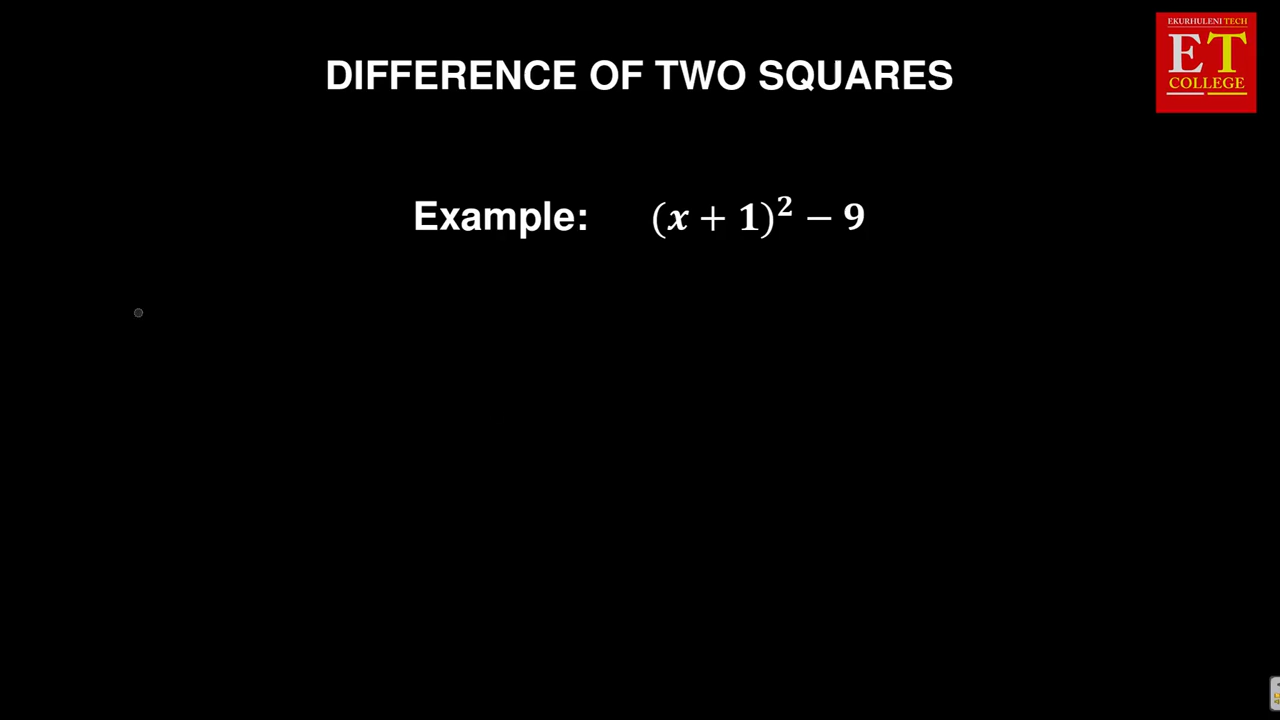 EKURHULENI TECH
ET
COLLEGE
DIFFERENCE OF TWO SQUARES
Example: (x + 1)² − 9